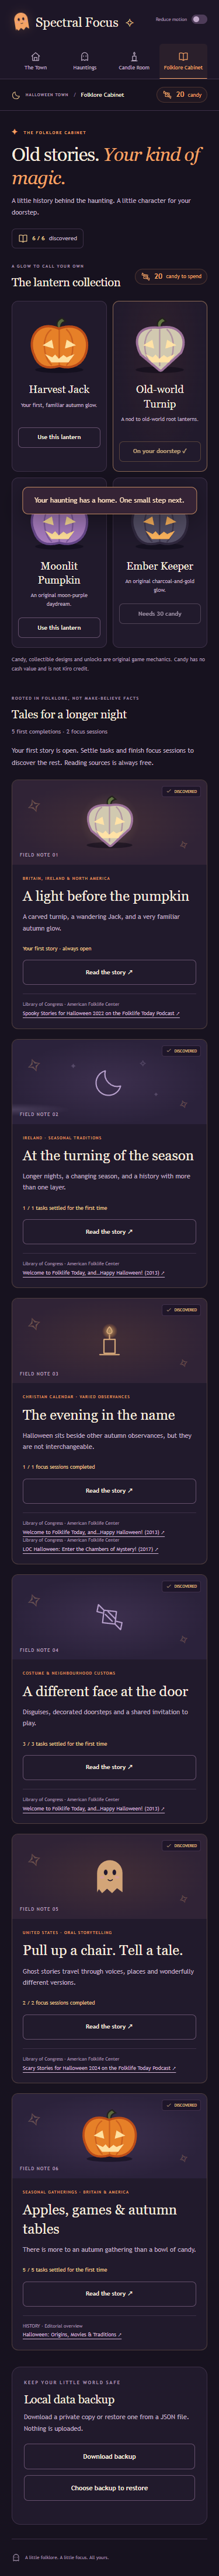 Spectral Focus
Reduce motion
The Town
Hauntings
Candle Room
Folklore Cabinet
HALLOWEEN TOWN / Folklore Cabinet
20 candy
THE FOLKLORE CABINET
Old stories. Your kind of
magic.
A little history behind the haunting. A little character for your
doorstep.
6 / 6 discovered
A GLOW TO CALL YOUR OWN
The lantern collection
20 candy to spend
Harvest Jack
Your first, familiar autumn glow.
Use this lantern
Old-world
Turnip
A nod to old-world root lanterns.
On your doorstep ✓
Your haunting has a home. One small step next.
Moonlit
Pumpkin
An original moon-purple
daydream.
Use this lantern
Ember Keeper
An original charcoal-and-gold
glow.
Needs 30 candy
Candy, collectible designs and unlocks are original game mechanics. Candy has no
cash value and is not Kiro credit.
ROOTED IN FOLKLORE, NOT MAKE-BELIEVE FACTS
Tales for a longer night
5 first completions · 2 focus sessions
Your first story is open. Settle tasks and finish focus sessions to
discover the rest. Reading sources is always free.
✓ DISCOVERED
FIELD NOTE 01
BRITAIN, IRELAND & NORTH AMERICA
A light before the pumpkin
A carved turnip, a wandering Jack, and a very familiar
autumn glow.
Your first story · always open
Read the story ↗
Library of Congress · American Folklife Center
Spooky Stories for Halloween 2022 on the Folklife Today Podcast ↗
✓ DISCOVERED
FIELD NOTE 02
IRELAND · SEASONAL TRADITIONS
At the turning of the season
Longer nights, a changing season, and a history with more
than one layer.
1 / 1 tasks settled for the first time
Read the story ↗
Library of Congress · American Folklife Center
Welcome to Folklife Today, and…Happy Halloween! (2013) ↗
✓ DISCOVERED
FIELD NOTE 03
CHRISTIAN CALENDAR · VARIED OBSERVANCES
The evening in the name
Halloween sits beside other autumn observances, but they
are not interchangeable.
1 / 1 focus sessions completed
Read the story ↗
Library of Congress · American Folklife Center
Welcome to Folklife Today, and…Happy Halloween! (2013) ↗
Library of Congress · American Folklife Center
LOC Halloween: Enter the Chambers of Mystery! (2017) ↗
✓ DISCOVERED
FIELD NOTE 04
COSTUME & NEIGHBOURHOOD CUSTOMS
A different face at the door
Disguises, decorated doorsteps and a shared invitation to
play.
3 / 3 tasks settled for the first time
Read the story ↗
Library of Congress · American Folklife Center
Welcome to Folklife Today, and…Happy Halloween! (2013) ↗
✓ DISCOVERED
FIELD NOTE 05
UNITED STATES · ORAL STORYTELLING
Pull up a chair. Tell a tale.
Ghost stories travel through voices, places and wonderfully
different versions.
2 / 2 focus sessions completed
Read the story ↗
Library of Congress · American Folklife Center
Scary Stories for Halloween 2024 on the Folklife Today Podcast ↗
✓ DISCOVERED
FIELD NOTE 06
SEASONAL GATHERINGS · BRITAIN & AMERICA
Apples, games & autumn
tables
There is more to an autumn gathering than a bowl of candy.
5 / 5 tasks settled for the first time
Read the story ↗
HISTORY · Editorial overview
Halloween: Origins, Movies & Traditions ↗
KEEP YOUR LITTLE WORLD SAFE
Local data backup
Download a private copy or restore one from a JSON file.
Nothing is uploaded.
Download backup
Choose backup to restore
A little folklore. A little focus. All yours.